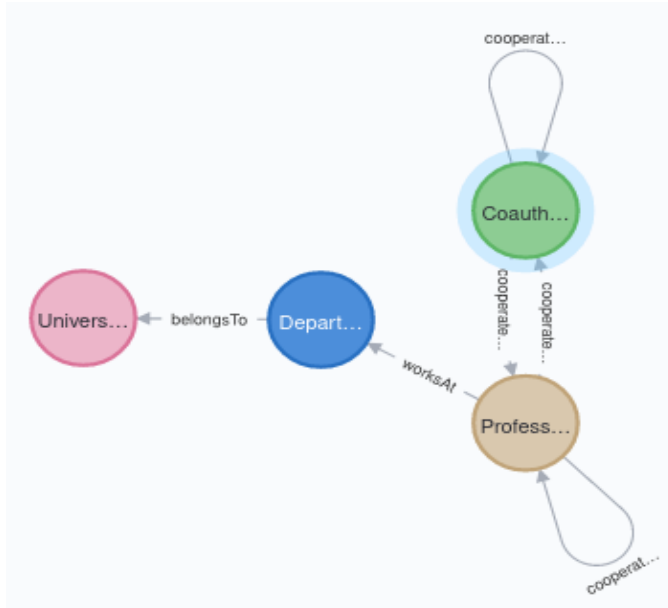 cooperat…
Coauth…
cooperate…
cooperate…
Univers…
belongsTo
Depart…
worksAt
Profess…
cooperat…